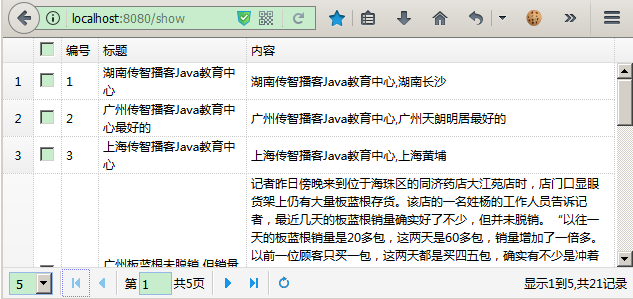 localhost:8080/show
编号 标题 内容
1 1 湖南传智播客Java教育中心 湖南传智播客Java教育中心,湖南长沙
2 2 广州传智播客Java教育中心最好的 广州传智播客Java教育中心,广州天朗明居最好的
3 3 上海传智播客Java教育中心 上海传智播客Java教育中心,上海黄埔
记者昨日傍晚来到位于海珠区的同济药店大江苑店时，店门口显眼
货架上仍有大量板蓝根存货。该店的一名姓杨的工作人员告诉记
者，最近几天的板蓝根销量确实好了不少，但并未脱销。“以往一
天的板蓝根销量是20多包，这两天是60多包，销量增加了一倍多。
以前一位顾客只买一包，这两天都是买四五包，确实有不少是冲着
广州板蓝根未脱销 但销量
5 第 1 共5页 显示1到5,共21记录